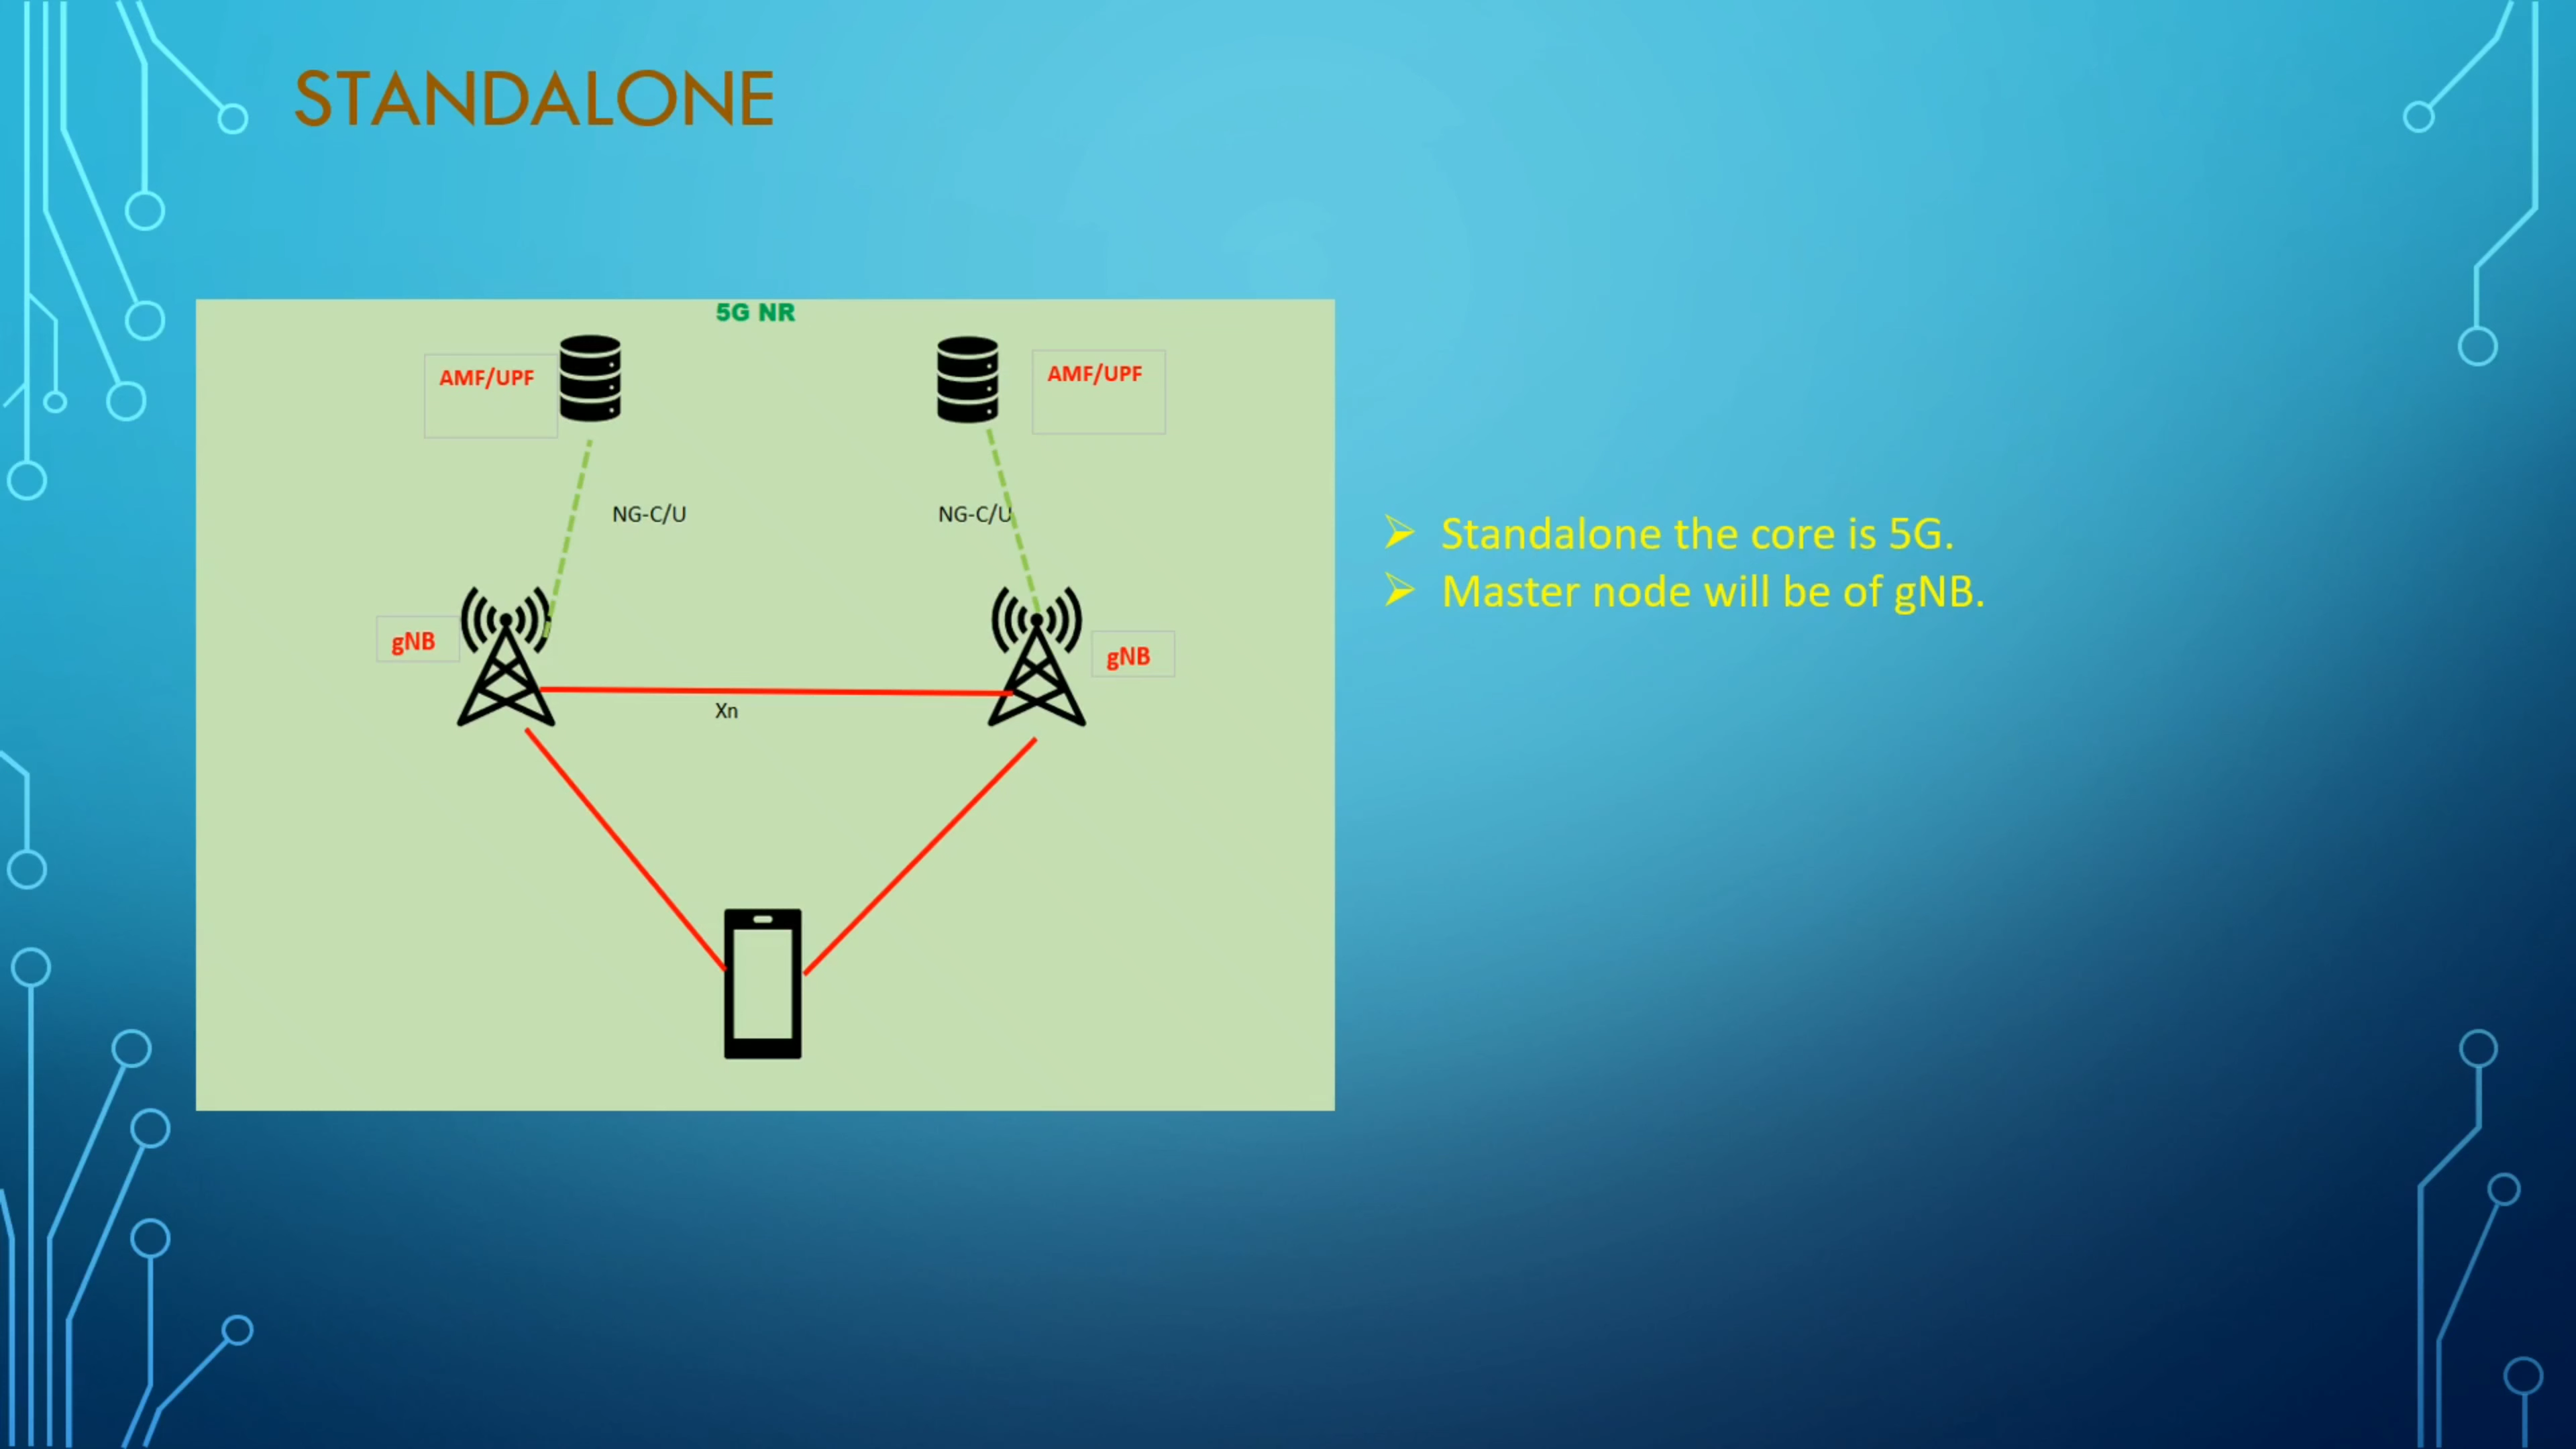 STANDALONE
5G NR
AMF/UPF
AMF/UPF
NG-C/U
NG-C/U
gNB
gNB
Xn
Standalone the core is 5G.
Master node will be of gNB.